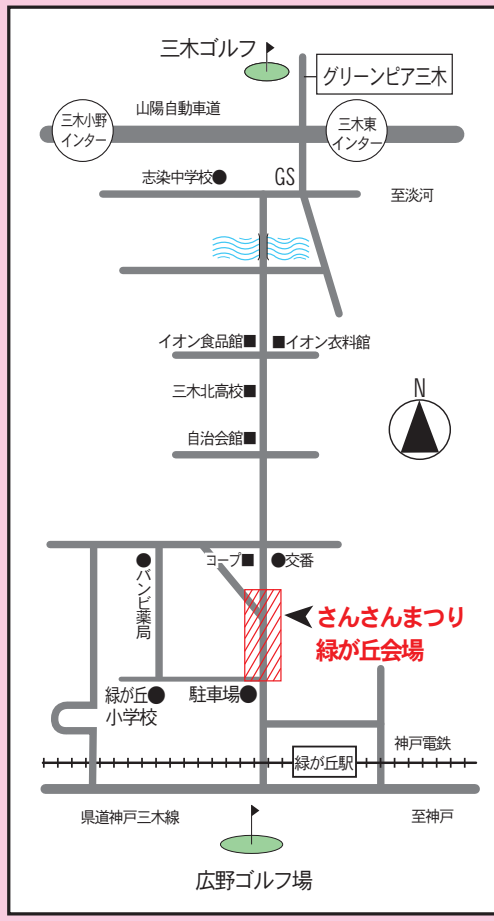 三木ゴルフ
グリーンピア三木
山陽自動車道
三木小野
インター
三木東
インター
志染中学校
GS
至淡河
イオン食品館
イオン衣料館
三木北高校
N
自治会館
コープ
交番
バンビ薬局
さんさんまつり
緑が丘会場
緑が丘
小学校
駐車場
神戸電鉄
緑が丘駅
県道神戸三木線
至神戸
広野ゴルフ場